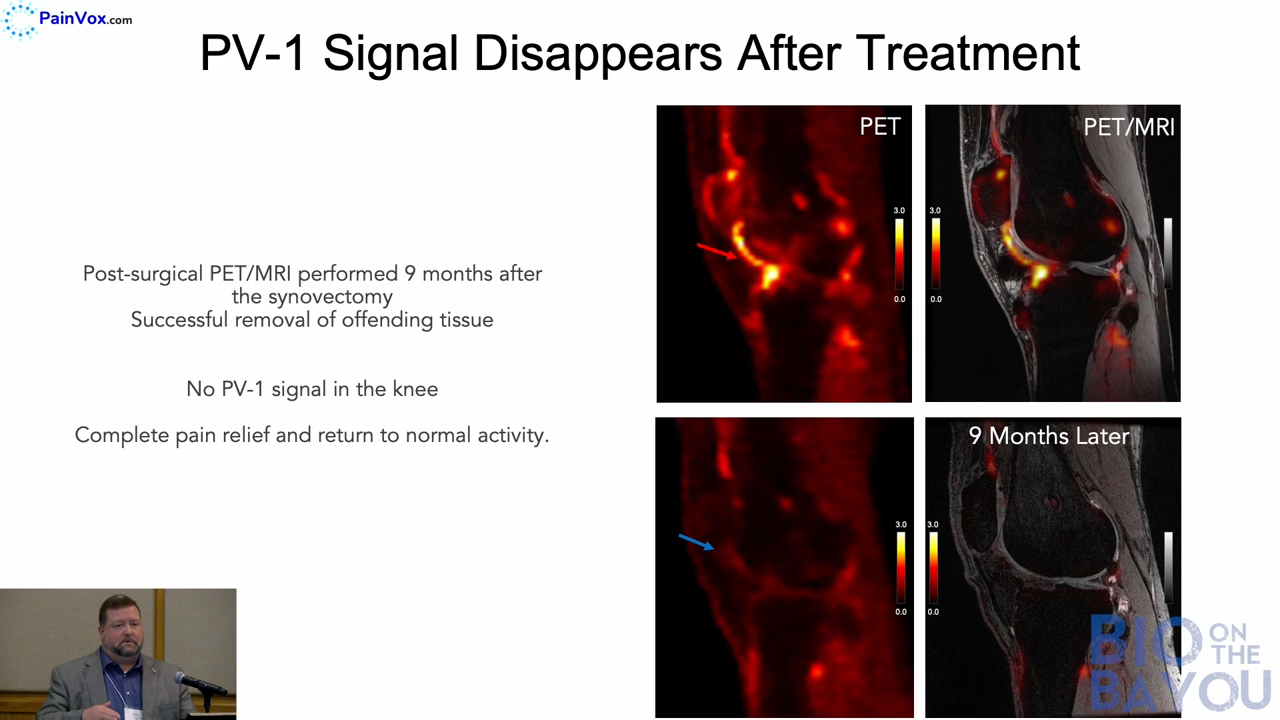 PainVox.com
PV-1 Signal Disappears After Treatment
Post-surgical PET/MRI performed 9 months after
the synovectomy
Successful removal of offending tissue
No PV-1 signal in the knee
Complete pain relief and return to normal activity.
PET
3.0
0.0
PET/MRI
3.0
0.0
3.0
0.0
9 Months Later
3.0
0.0
BIO ON THE BAYOU